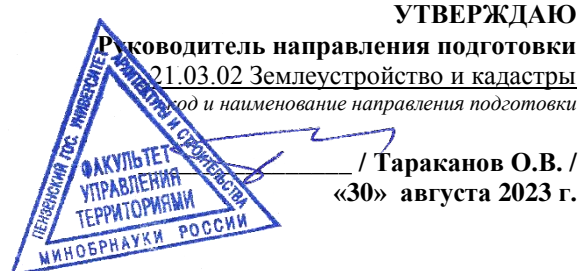 УТВЕРЖДАЮ
Руководитель направления подготовки
21.03.02 Землеустройство и кадастры
код и наименование направления подготовки
/ Тараканов О.В. /
«30» августа 2023 г.
ПЕНЗЕНСКИЙ ГОС. УНИВЕРСИТЕТ
АРХИТЕКТУРЫ И СТРОИТЕЛЬСТВА
МИНОБРНАУКИ РОССИИ
ФАКУЛЬТЕТ
УПРАВЛЕНИЯ
ТЕРРИТОРИЯМИ